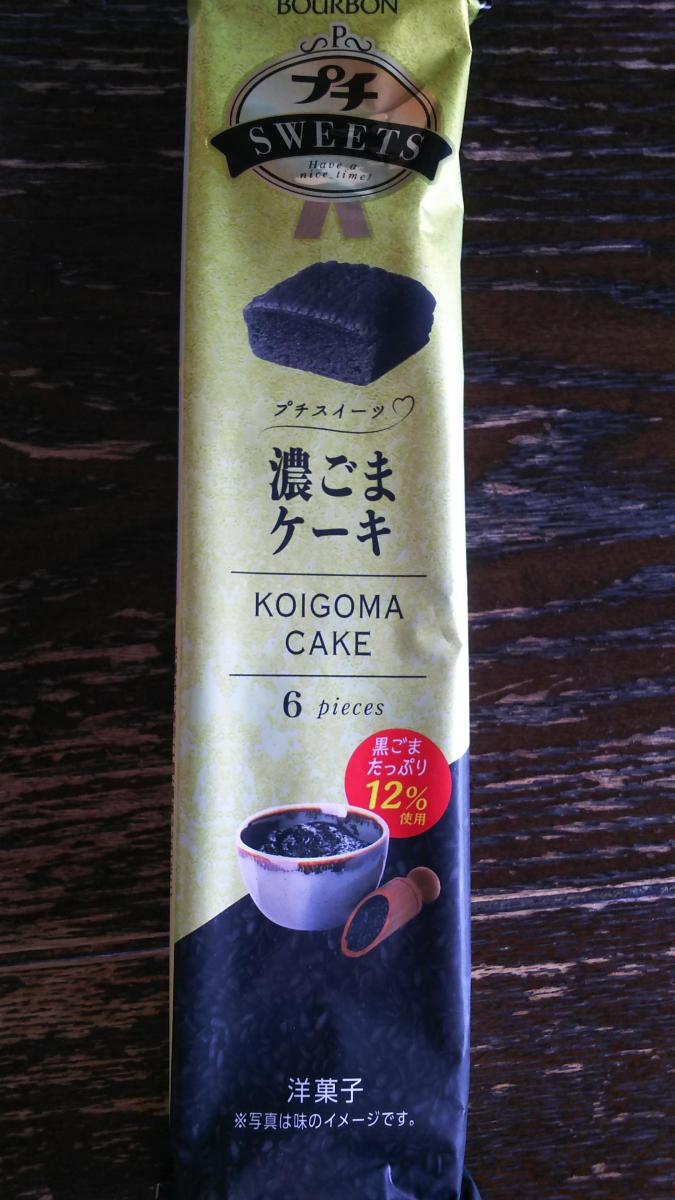 BOURBON
P
プチ
SWEETS
Have a
nice time!
プチスイーツ♡
濃ごま
ケーキ
KOIGOMA
CAKE
6 pieces
黒ごま
たっぷり
12%
使用
洋菓子
※写真は味のイメージです。